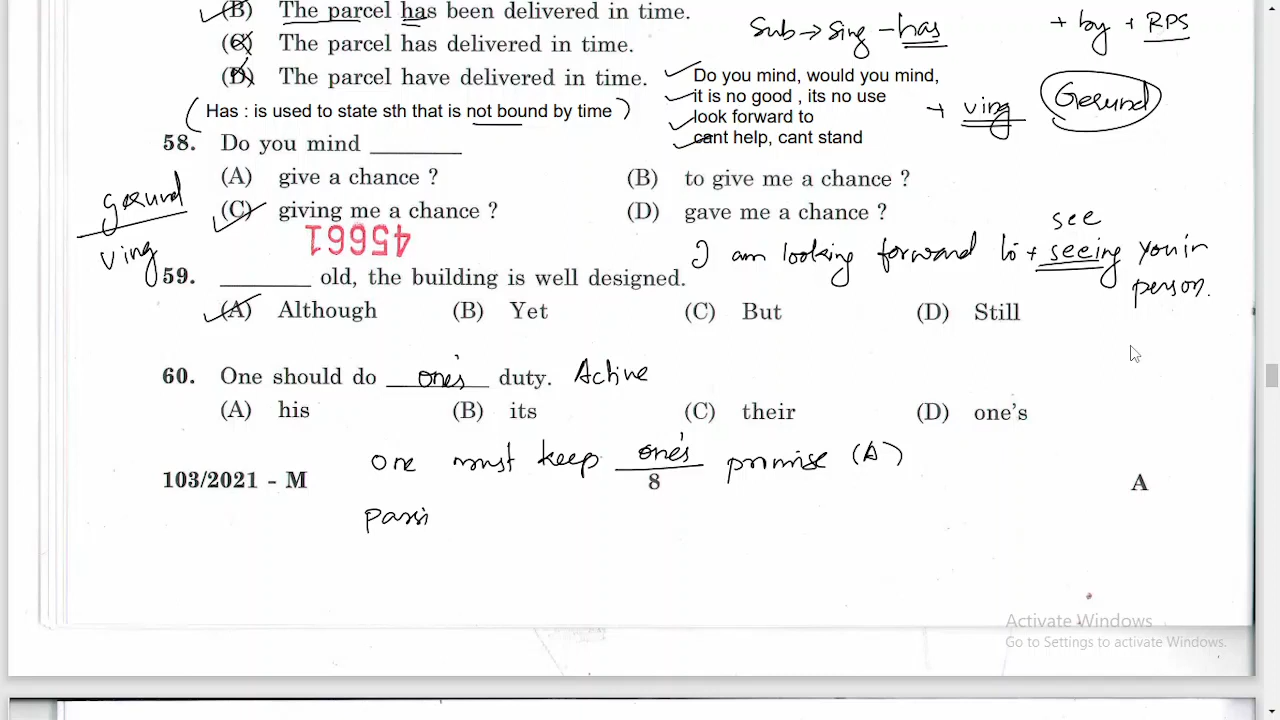 (B) The parcel has been delivered in time.
(C) The parcel has delivered in time.
(D) The parcel have delivered in time.
Sub → Sing - has
+ by + RPS
(Has : is used to state sth that is not bound by time)
Do you mind, would you mind,
it is no good , its no use
look forward to
cant help, cant stand
+ ving Gerund
58. Do you mind ________
(A) give a chance ?
(B) to give me a chance ?
(C) giving me a chance ?
(D) gave me a chance ?
gerund
ving
45661
see
I am looking forward to + seeing you in
person.
59. ________ old, the building is well designed.
(A) Although (B) Yet (C) But (D) Still
60. One should do one's duty. Active
(A) his (B) its (C) their (D) one's
One must keep one's promise (A)
103/2021 - M 8 A
passi
Activate Windows
Go to Settings to activate Windows.